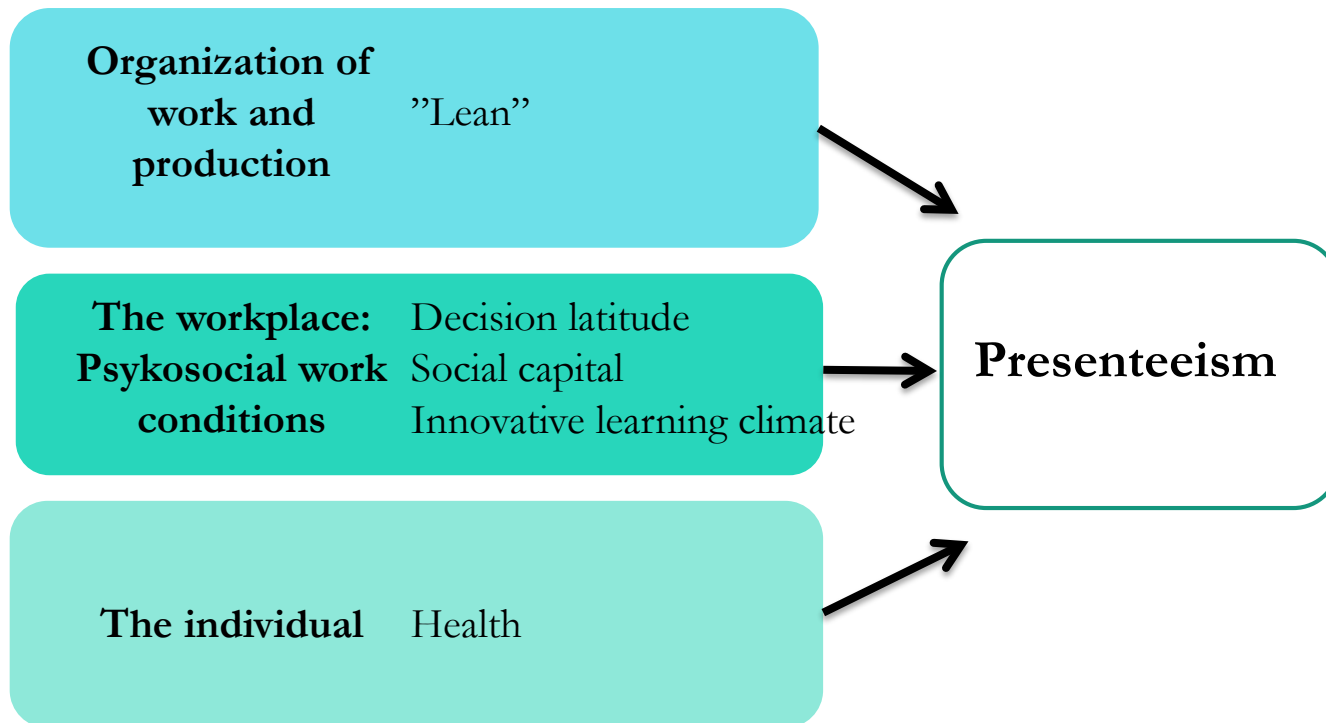 Organization of
work and
production
”Lean”
The workplace:
Psykosocial work
conditions
Decision latitude
Social capital
Innovative learning climate
The individual
Health
Presenteeism